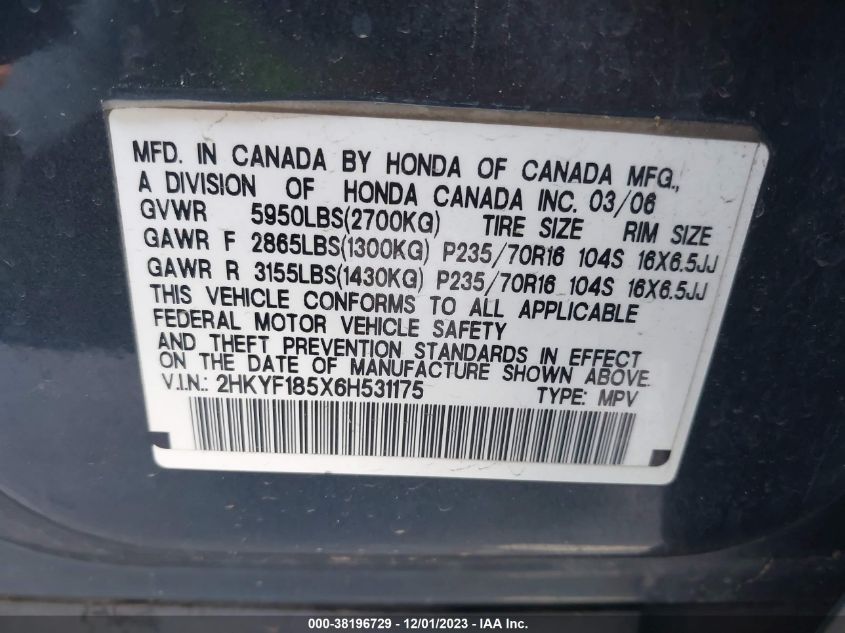 MFD. IN CANADA BY HONDA OF CANADA MFG.,
A DIVISION OF HONDA CANADA INC. 03/06
GVWR 5950LBS(2700KG) TIRE SIZE RIM SIZE
GAWR F 2865LBS(1300KG) P235/70R16 104S 16X6.5JJ
GAWR R 3155LBS(1430KG) P235/70R16 104S 16X6.5JJ
THIS VEHICLE CONFORMS TO ALL APPLICABLE
FEDERAL MOTOR VEHICLE SAFETY
AND THEFT PREVENTION STANDARDS IN EFFECT
ON THE DATE OF MANUFACTURE SHOWN ABOVE.
V.I.N.: 2HKYF185X6H531175 TYPE: MPV
000-38196729 - 12/01/2023 - IAA Inc.